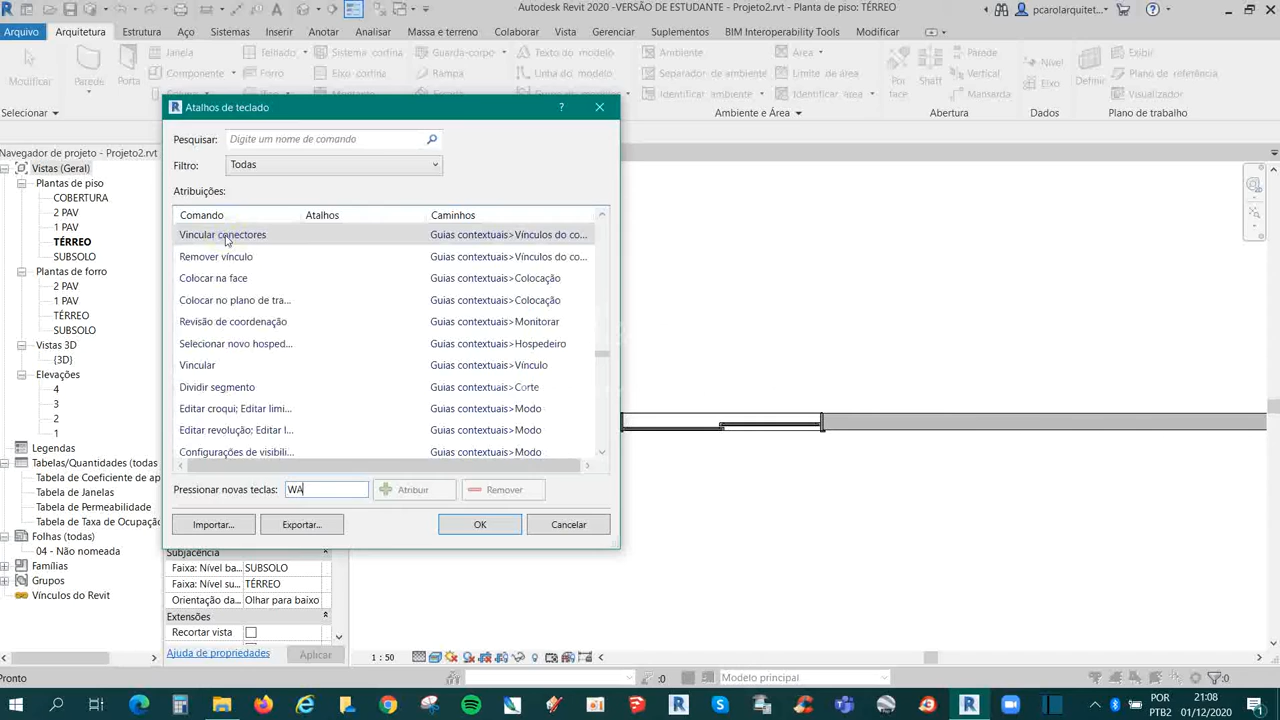 Autodesk Revit 2020 -VERSÃO DE ESTUDANTE - Projeto2.rvt - Planta de piso: TÉRREO
pcarolarquitet...
Arquivo Arquitetura Estrutura Aço Sistemas Inserir Anotar Analisar Massa e terreno Colaborar Vista Gerenciar Suplementos BIM Interoperability Tools Modificar
Janela Telhado Sistema cortina Guarda-corpo Texto do modelo Ambiente Área Parede Exibir
Nível
Componente Forro Eixo cortina Rampa Linha do modelo Separador de ambiente Limite de área Vertical Plano de referência
Modificar Parede Porta Por face Shaft Eixo Definir
Montante Identificar ambiente Identificar área Mansarda Visualizador
Selecionar Ambiente e Área Abertura Dados Plano de trabalho
Atalhos de teclado
?
Pesquisar: Digite um nome de comando
Filtro: Todas
Atribuições:
Comando Atalhos Caminhos
Vincular conectores Guias contextuais>Vínculos do co...
Remover vínculo Guias contextuais>Vínculos do co...
Colocar na face Guias contextuais>Colocação
Colocar no plano de tra... Guias contextuais>Colocação
Revisão de coordenação Guias contextuais>Monitorar
Selecionar novo hosped... Guias contextuais>Hospedeiro
Vincular Guias contextuais>Vínculo
Dividir segmento Guias contextuais>Corte
Editar croqui; Editar limi... Guias contextuais>Modo
Editar revolução; Editar l... Guias contextuais>Modo
Configurações de visibili... Guias contextuais>Modo
Pressionar novas teclas: WA Atribuir Remover
Importar... Exportar... OK Cancelar
Navegador de projeto - Projeto2.rvt
Vistas (Geral)
Plantas de piso
COBERTURA
2 PAV
1 PAV
TÉRREO
SUBSOLO
Plantas de forro
2 PAV
1 PAV
TÉRREO
SUBSOLO
Vistas 3D
{3D}
Elevações
4
3
2
1
Legendas
Tabelas/Quantidades (todas
Tabela de Coeficiente de ap
Tabela de Janelas
Tabela de Permeabilidade
Tabela de Taxa de Ocupação
Folhas (todas)
04 - Não nomeada
Famílias
Grupos
Vínculos do Revit
Subjacência
Faixa: Nível ba... SUBSOLO
Faixa: Nível su... TÉRREO
Orientação da... Olhar para baixo
Extensões
Recortar vista
Ajuda de propriedades Aplicar
1 : 50
Pronto
:0 Modelo principal :0
POR
PTB2
21:08
01/12/2020